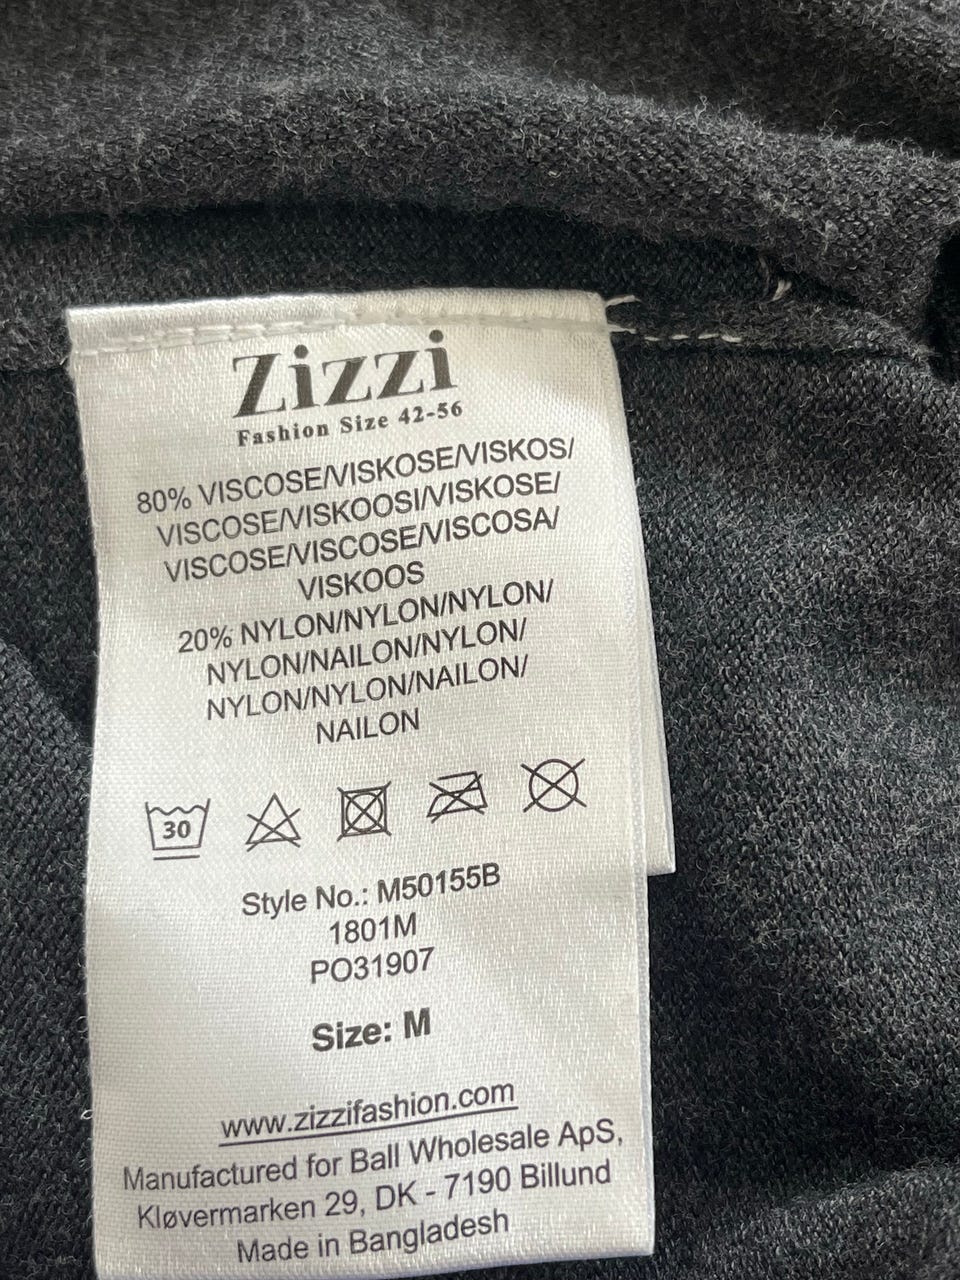 Zizzi
Fashion Size 42-56
80% VISCOSE/VISKOSE/VISKOS/
VISCOSE/VISKOOSI/VISKOSE/
VISCOSE/VISCOSE/VISCOSA/
VISKOOS
20% NYLON/NYLON/NYLON/
NYLON/NAILON/NYLON/
NYLON/NYLON/NAILON/
NAILON
30
Style No.: M50155B
1801M
PO31907
Size: M
www.zizzifashion.com
Manufactured for Ball Wholesale ApS,
Kløvermarken 29, DK - 7190 Billund
Made in Bangladesh